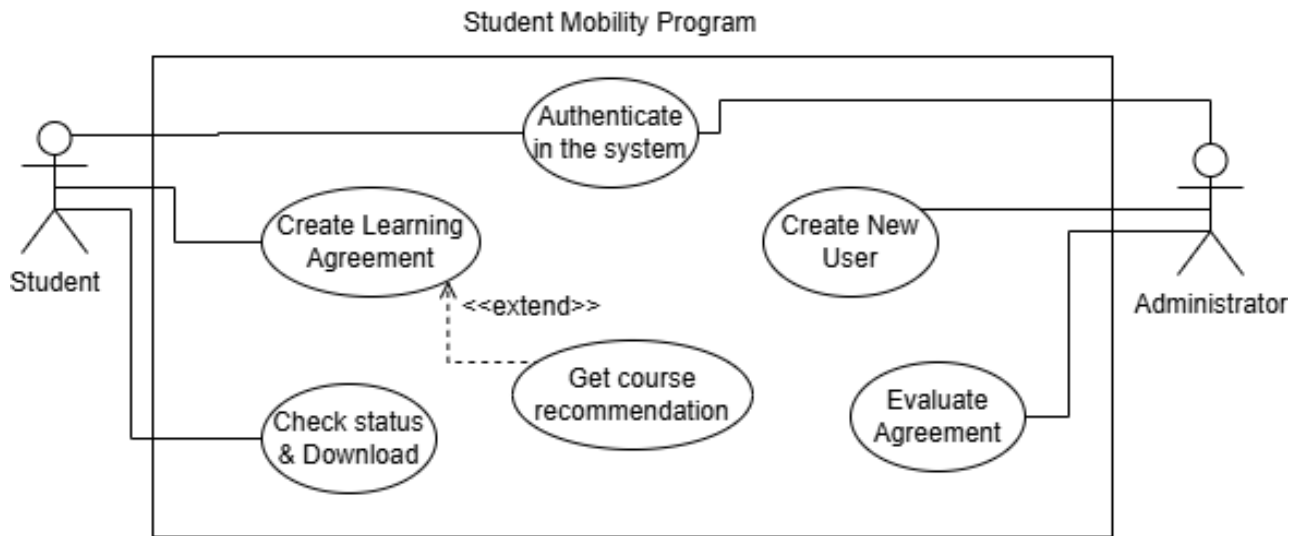 Student Mobility Program
Authenticate
in the system
Create Learning
Agreement
Create New
User
Student
Administrator
<<extend>>
Get course
recommendation
Evaluate
Agreement
Check status
& Download